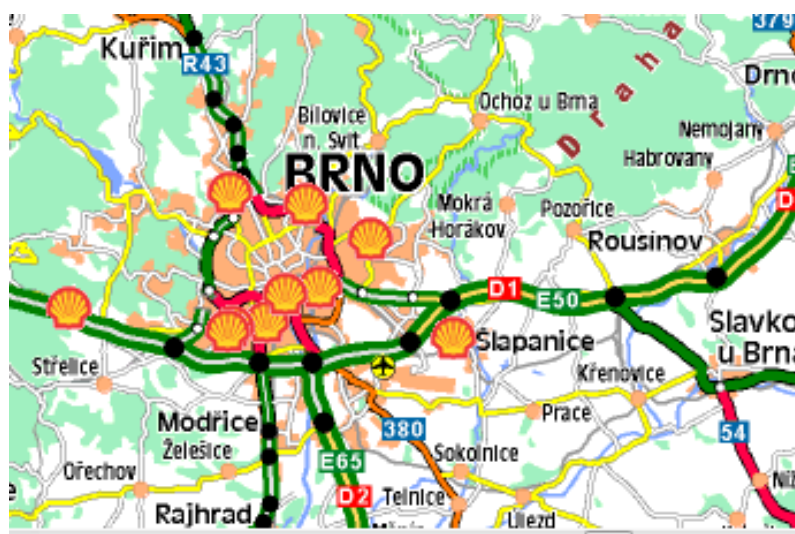 379
Kuřim
R43
Drno
Ochoz u Brna
Bílovice
n. Svit
Draha
Nemojany
BRNO
Habrovany
Mokrá
-Horákov
Pozořice
Rousínov
D1
E50
Slavko
u Brna
Šlapanice
Střelice
Křenovice
Modřice
Prace
380
54
Želešice
Sokolnice
E65
Ořechov
D2
Telnice
Rajhrad
Újezd